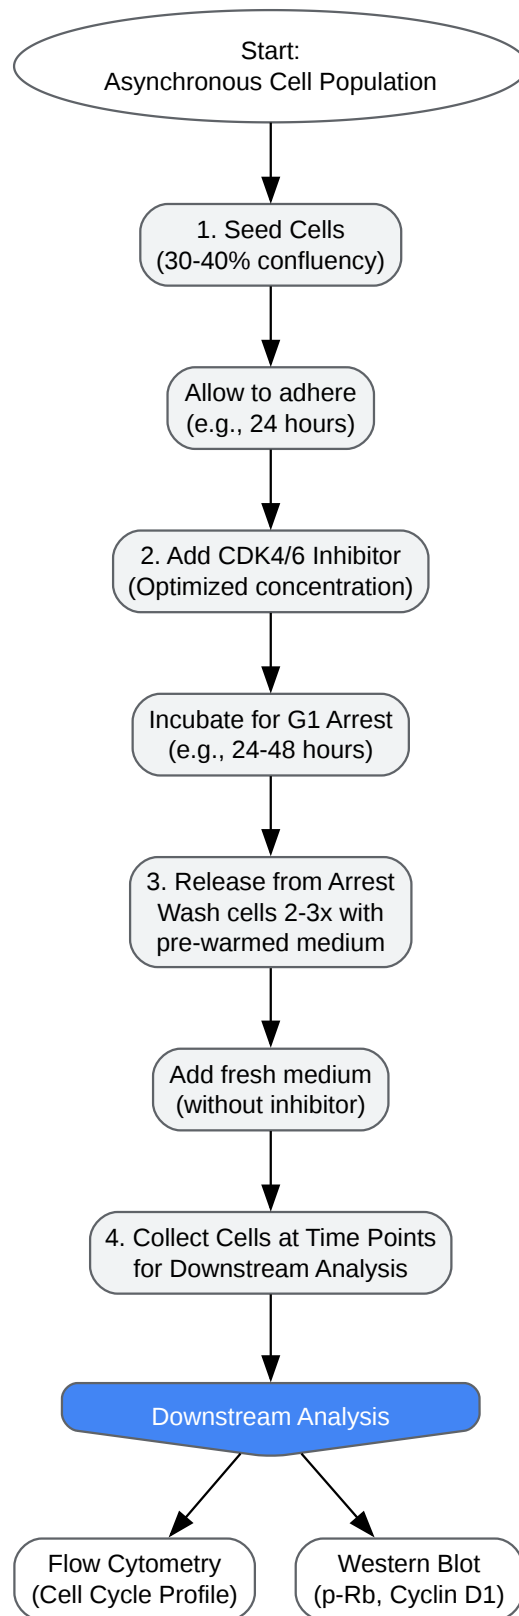 Start:
Asynchronous Cell Population
1. Seed Cells
(30-40% confluency)
Allow to adhere
(e.g., 24 hours)
2. Add CDK4/6 Inhibitor
(Optimized concentration)
Incubate for G1 Arrest
(e.g., 24-48 hours)
3. Release from Arrest
Wash cells 2-3x with
pre-warmed medium
Add fresh medium
(without inhibitor)
4. Collect Cells at Time Points
for Downstream Analysis
Downstream Analysis
Flow Cytometry
(Cell Cycle Profile)
Western Blot
(p-Rb, Cyclin D1)